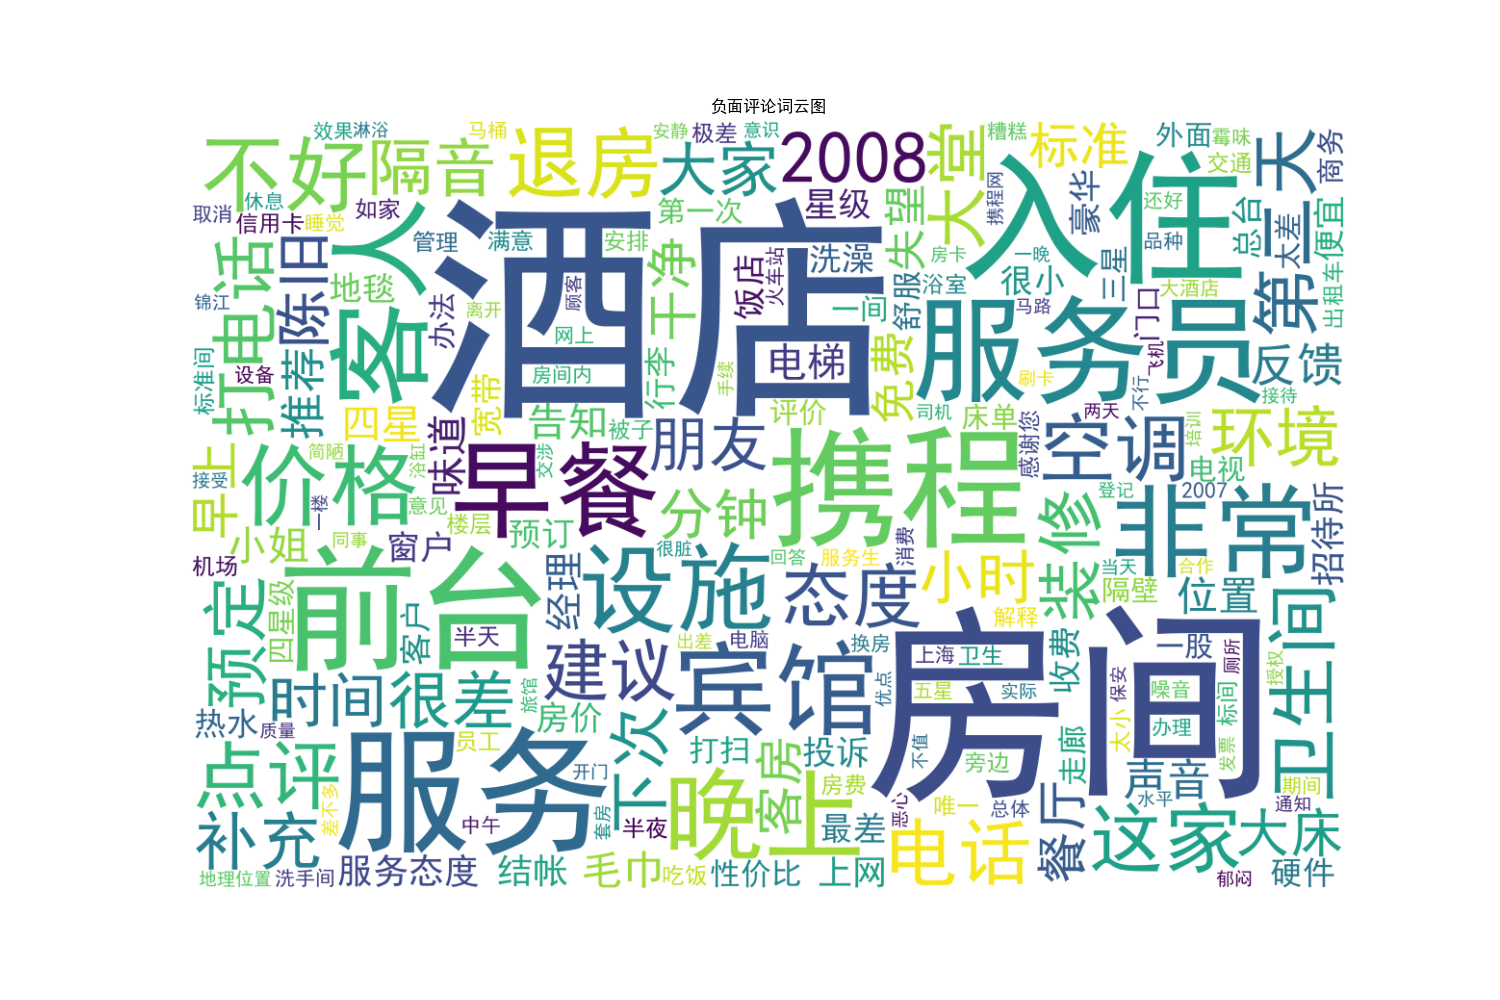 负面评论词云图
效果
淋浴
马桶
安静
极差
意识
2008
糟糕
标准
外面
霉味
交通
商务
不好
隔音
退房
大家
大堂
入住
第二天
休息
取消
信用卡
睡觉
如家
第一次
星级
携程网
豪华
还好
总台
太差
便宜
管理
满意
安排
失望
大堂
品种
电话
陈旧
客人
酒店
干净
饭店
火车站
洗澡
房卡
一晚
浴室
很小
三星
大酒店
出租车
地毯
锦江
办法
离开
顾客
一间
舒服
马路
门口
网上
服务员
飞机
反馈
标准间
设备
打电话
推荐
房间内
行李
手续
电梯
免费
刷卡
不行
接待
四星
宽带
告知
被子
评价
司机
床单
感谢您
两天
培训
环境
早上
接受
价格
简陋
浴缸
味道
早餐
交涉
朋友
携程
空调
电视
登记
2007
一楼
意见
楼层
预订
分钟
装修
非常
招待所
小姐
同事
窗户
很脏
回答
服务生
消费
当天
合作
机场
预定
四星级
前台
经理
设施
态度
小时
隔壁
位置
卫生间
客户
半天
解释
出差
电脑
换房
上海
卫生
收费
一股
厕所
授权
建议
宾馆
优点
五星
实际
保安
噪音
标间
时间
很差
旅馆
房价
房间
办理
热水
质量
员工
下次
打扫
客房
投诉
不值
旁边
走廊
太小
发票
点评
服务
开门
房费
声音
期间
差不多
套房
晚上
恶心
唯一
总体
水平
通知
补充
中午
半夜
最差
电话
餐厅
这家
大床
地理位置
洗手间
服务态度
结帐
毛巾
吃饭
性价比
上网
郁闷
硬件